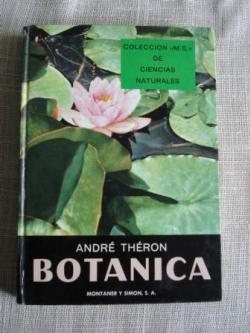 COLECCION «M.S.»
DE
CIENCIAS
NATURALES
ANDRÉ THÉRON
BOTANICA
MONTANER Y SIMON, S. A.